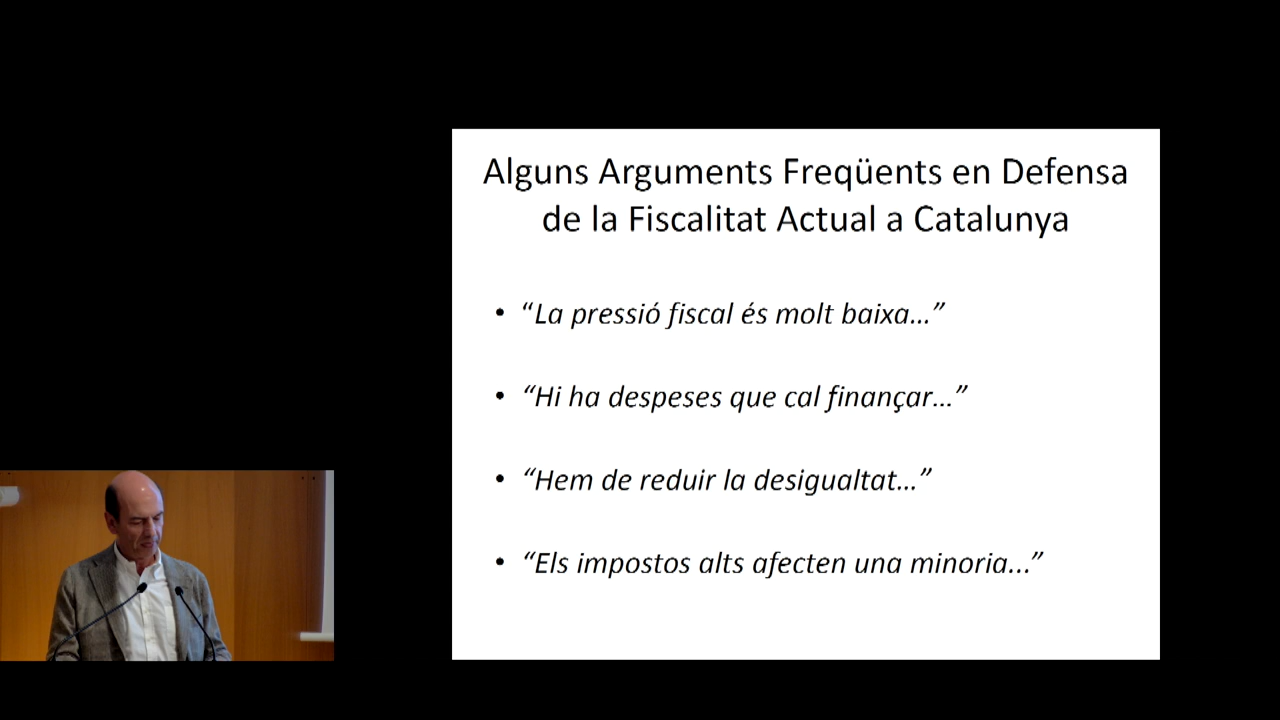 Alguns Arguments Freqüents en Defensa
de la Fiscalitat Actual a Catalunya
• “La pressió fiscal és molt baixa...”
• “Hi ha despeses que cal finançar...”
• “Hem de reduir la desigualtat...”
• “Els impostos alts afecten una minoria...”